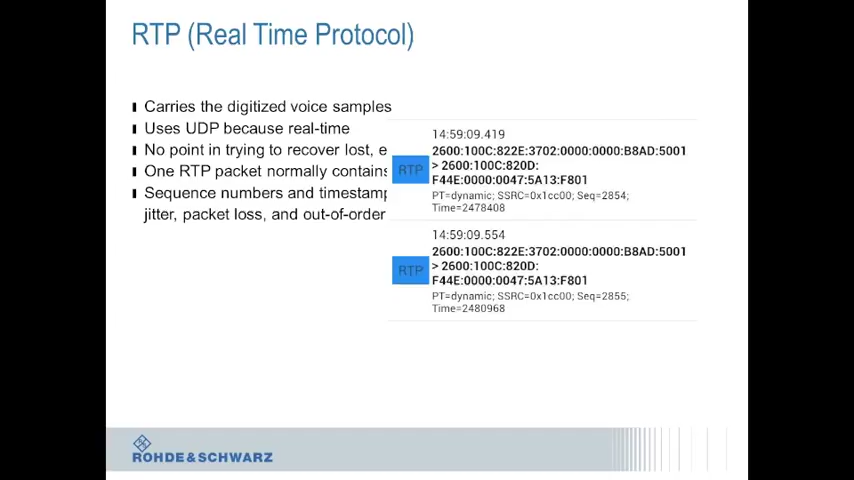 RTP (Real Time Protocol)
Carries the digitized voice samples
Uses UDP because real-time
No point in trying to recover lost, e
One RTP packet normally contains
Sequence numbers and timestamp
jitter, packet loss, and out-of-order
14:59:09.419
2600:100C:822E:3702:0000:0000:B8AD:5001
> 2600:100C:820D:
RTP
F44E:0000:0047:5A13:F801
PT=dynamic; SSRC=0x1cc00; Seq=2854;
Time=2478408
14:59:09.554
2600:100C:822E:3702:0000:0000:B8AD:5001
> 2600:100C:820D:
RTP
F44E:0000:0047:5A13:F801
PT=dynamic; SSRC=0x1cc00; Seq=2855;
Time=2480968
ROHDE&SCHWARZ